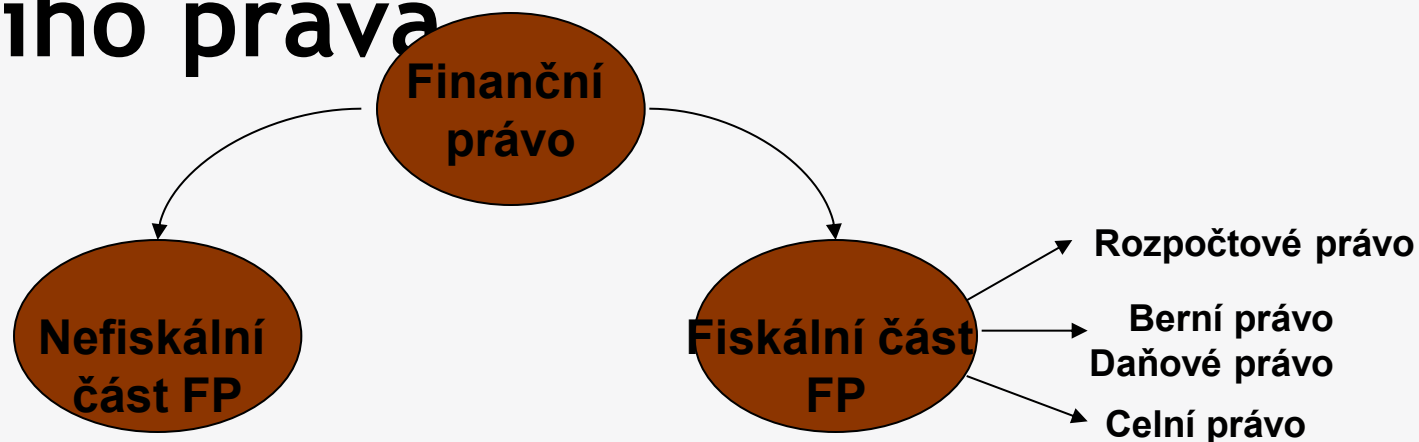 ího práva
Finanční
právo
Nefiskální
část FP
Fiskální část
FP
Rozpočtové právo
Berní právo
Daňové právo
Celní právo